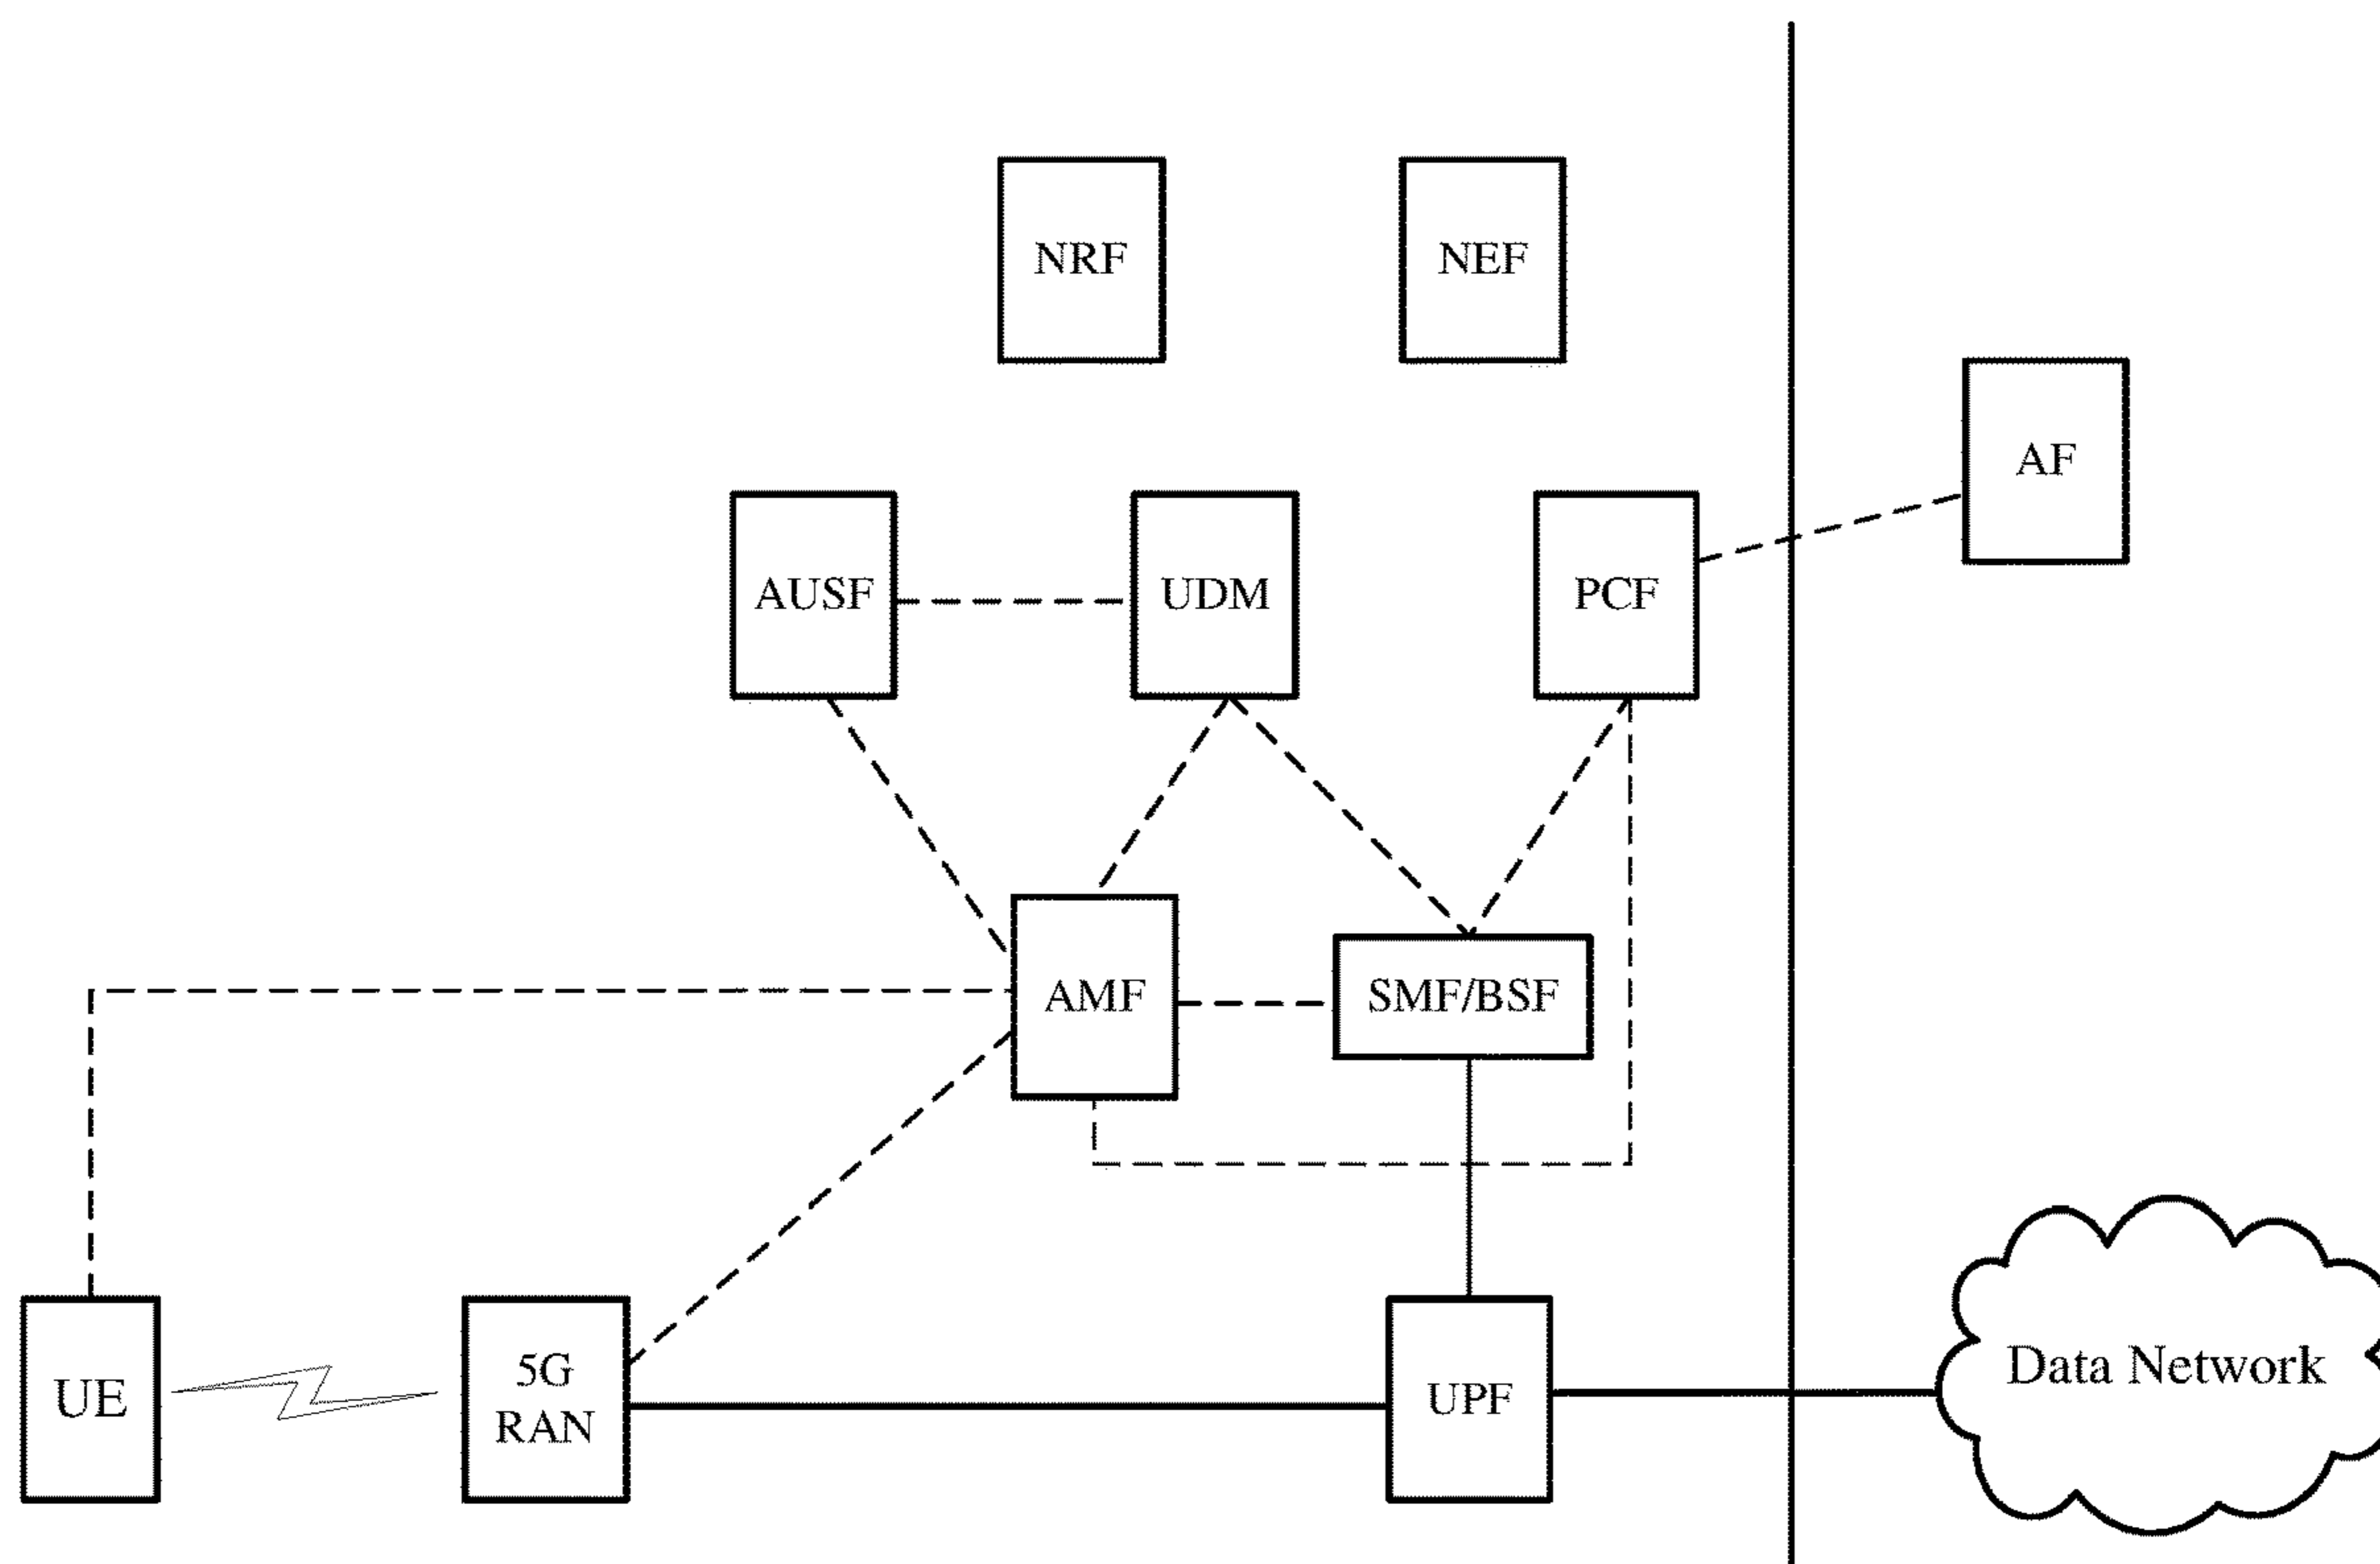 NRF
NEF
AF
AUSF
UDM
PCF
AMF
SMF/BSF
UE
5G
RAN
UPF
Data Network